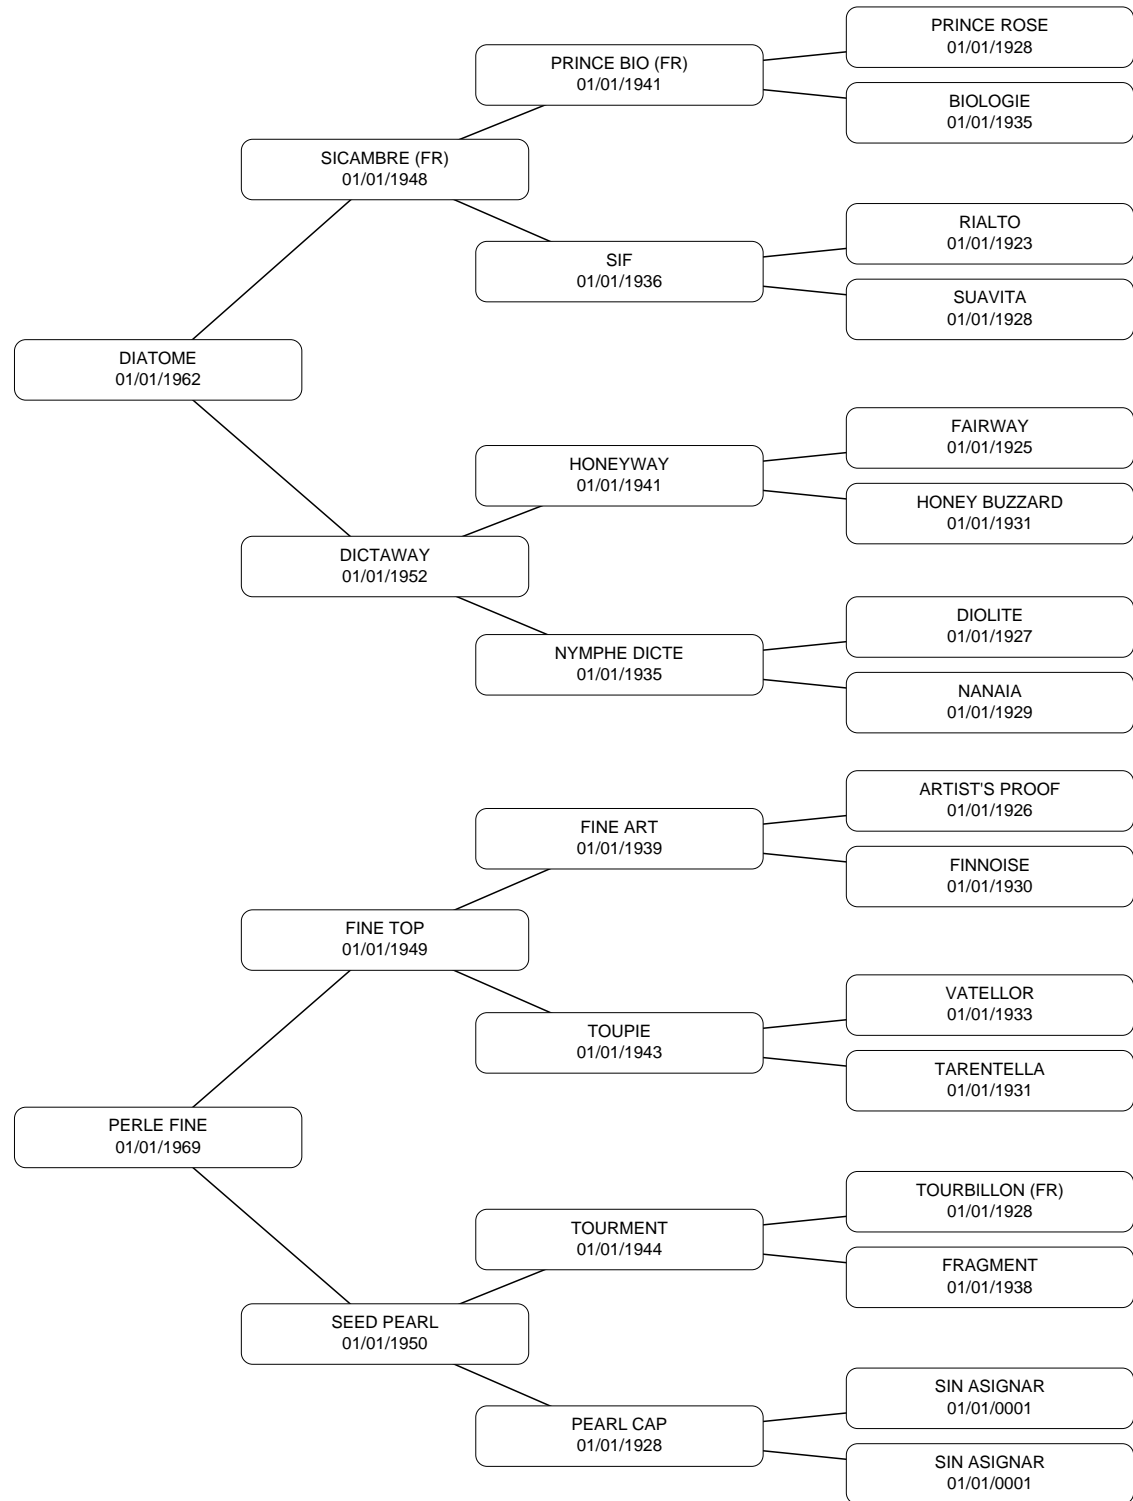 PRINCE ROSE
01/01/1928
PRINCE BIO (FR)
01/01/1941
BIOLOGIE
01/01/1935
SICAMBRE (FR)
01/01/1948
RIALTO
01/01/1923
SIF
01/01/1936
SUAVITA
01/01/1928
DIATOME
01/01/1962
FAIRWAY
01/01/1925
HONEYWAY
01/01/1941
HONEY BUZZARD
01/01/1931
DICTAWAY
01/01/1952
DIOLITE
01/01/1927
NYMPHE DICTE
01/01/1935
NANAIA
01/01/1929
ARTIST'S PROOF
01/01/1926
FINE ART
01/01/1939
FINNOISE
01/01/1930
FINE TOP
01/01/1949
VATELLOR
01/01/1933
TOUPIE
01/01/1943
TARENTELLA
01/01/1931
PERLE FINE
01/01/1969
TOURBILLON (FR)
01/01/1928
TOURMENT
01/01/1944
FRAGMENT
01/01/1938
SEED PEARL
01/01/1950
SIN ASIGNAR
01/01/0001
PEARL CAP
01/01/1928
SIN ASIGNAR
01/01/0001